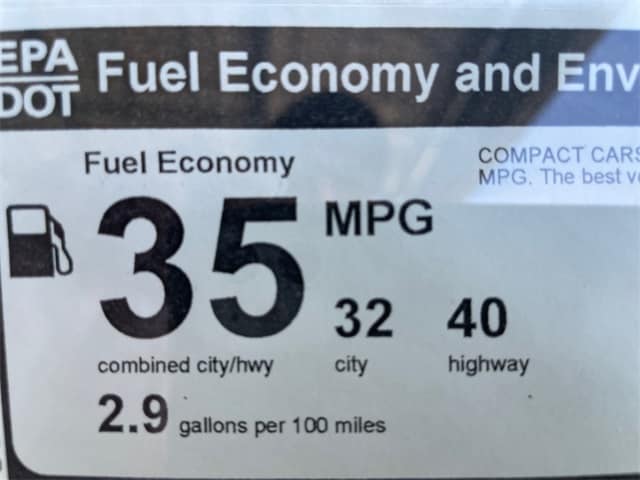 EPA
DOT
Fuel Economy and Env
Fuel Economy
COMPACT CARS
MPG. The best
35 MPG
32 40
combined city/hwy city highway
2.9 gallons per 100 miles